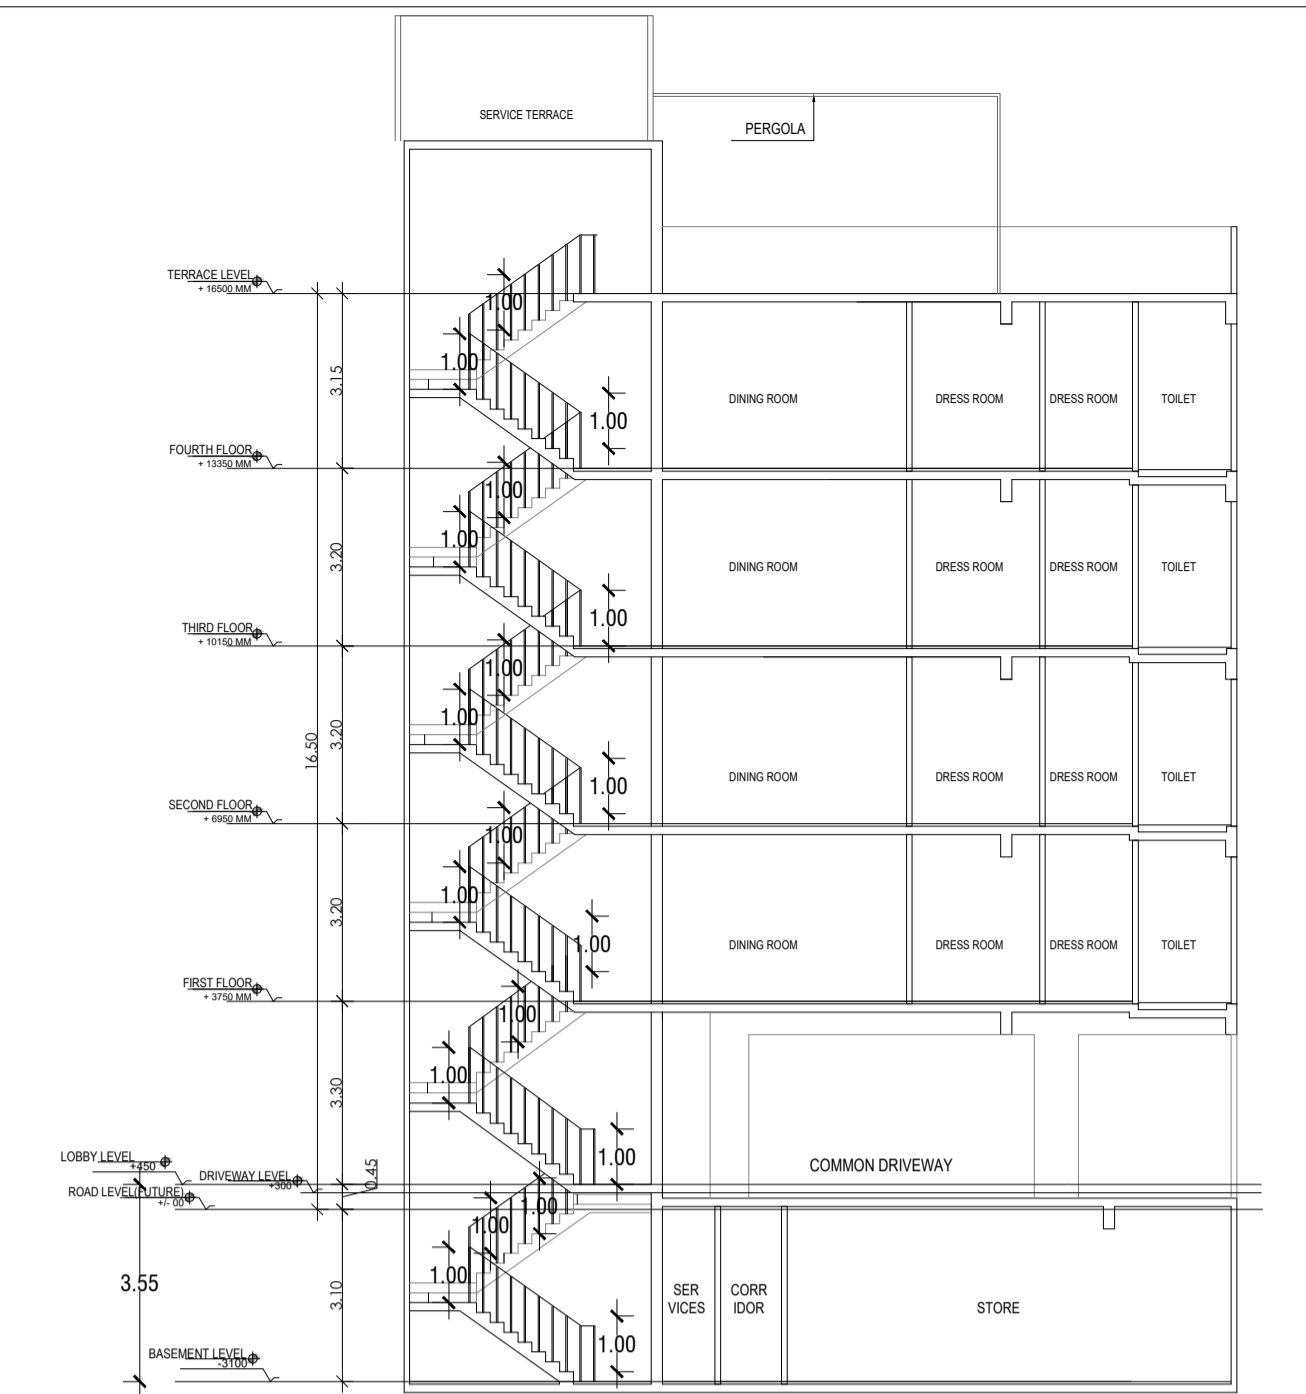 SERVICE TERRACE
PERGOLA
TERRACE LEVEL
+ 16500 MM
1.00
1.00
3.15
DINING ROOM
DRESS ROOM
DRESS ROOM
TOILET
1.00
FOURTH FLOOR
+ 13350 MM
1.00
1.00
3.20
DINING ROOM
DRESS ROOM
DRESS ROOM
TOILET
1.00
THIRD FLOOR
+ 10150 MM
1.00
1.00
16.50
3.20
DINING ROOM
DRESS ROOM
DRESS ROOM
TOILET
1.00
SECOND FLOOR
+ 6950 MM
1.00
1.00
3.20
1.00
DINING ROOM
DRESS ROOM
DRESS ROOM
TOILET
FIRST FLOOR
+ 3750 MM
1.00
1.00
3.30
1.00
COMMON DRIVEWAY
LOBBY LEVEL
+450
DRIVEWAY LEVEL
+300
0.45
ROAD LEVEL(FUTURE)
+/- 00
1.00
1.00
1.00
3.55
3.10
SER
VICES
CORR
IDOR
STORE
1.00
BASEMENT LEVEL
-3100